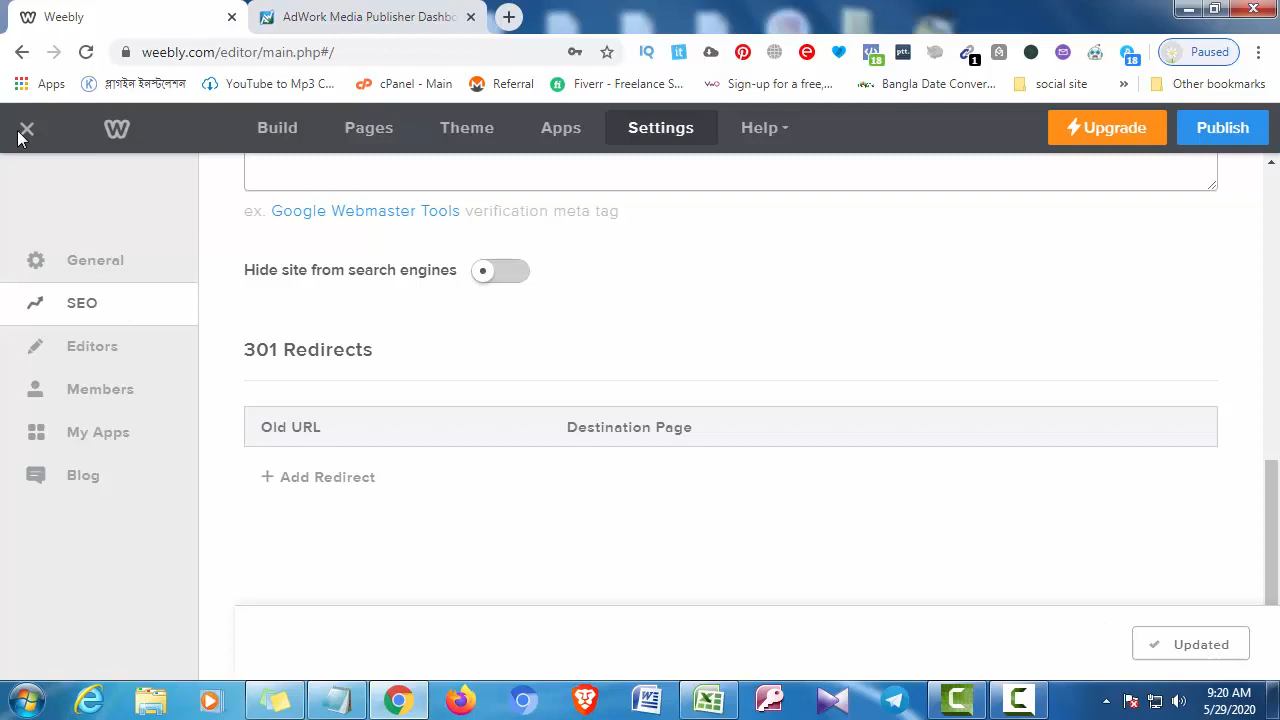 Weebly
AdWork Media Publisher Dashbo
weebly.com/editor/main.php#/
Paused
Apps
প্লাগইন ইনস্টলেশন
YouTube to Mp3 C...
cPanel - Main
Referral
Fiverr - Freelance S...
Sign-up for a free,...
Bangla Date Conver...
social site
Other bookmarks
Build
Pages
Theme
Apps
Settings
Help
Upgrade
Publish
ex. Google Webmaster Tools verification meta tag
Hide site from search engines
General
SEO
Editors
Members
My Apps
Blog
301 Redirects
Old URL
Destination Page
+ Add Redirect
Updated
9:20 AM
5/29/2020